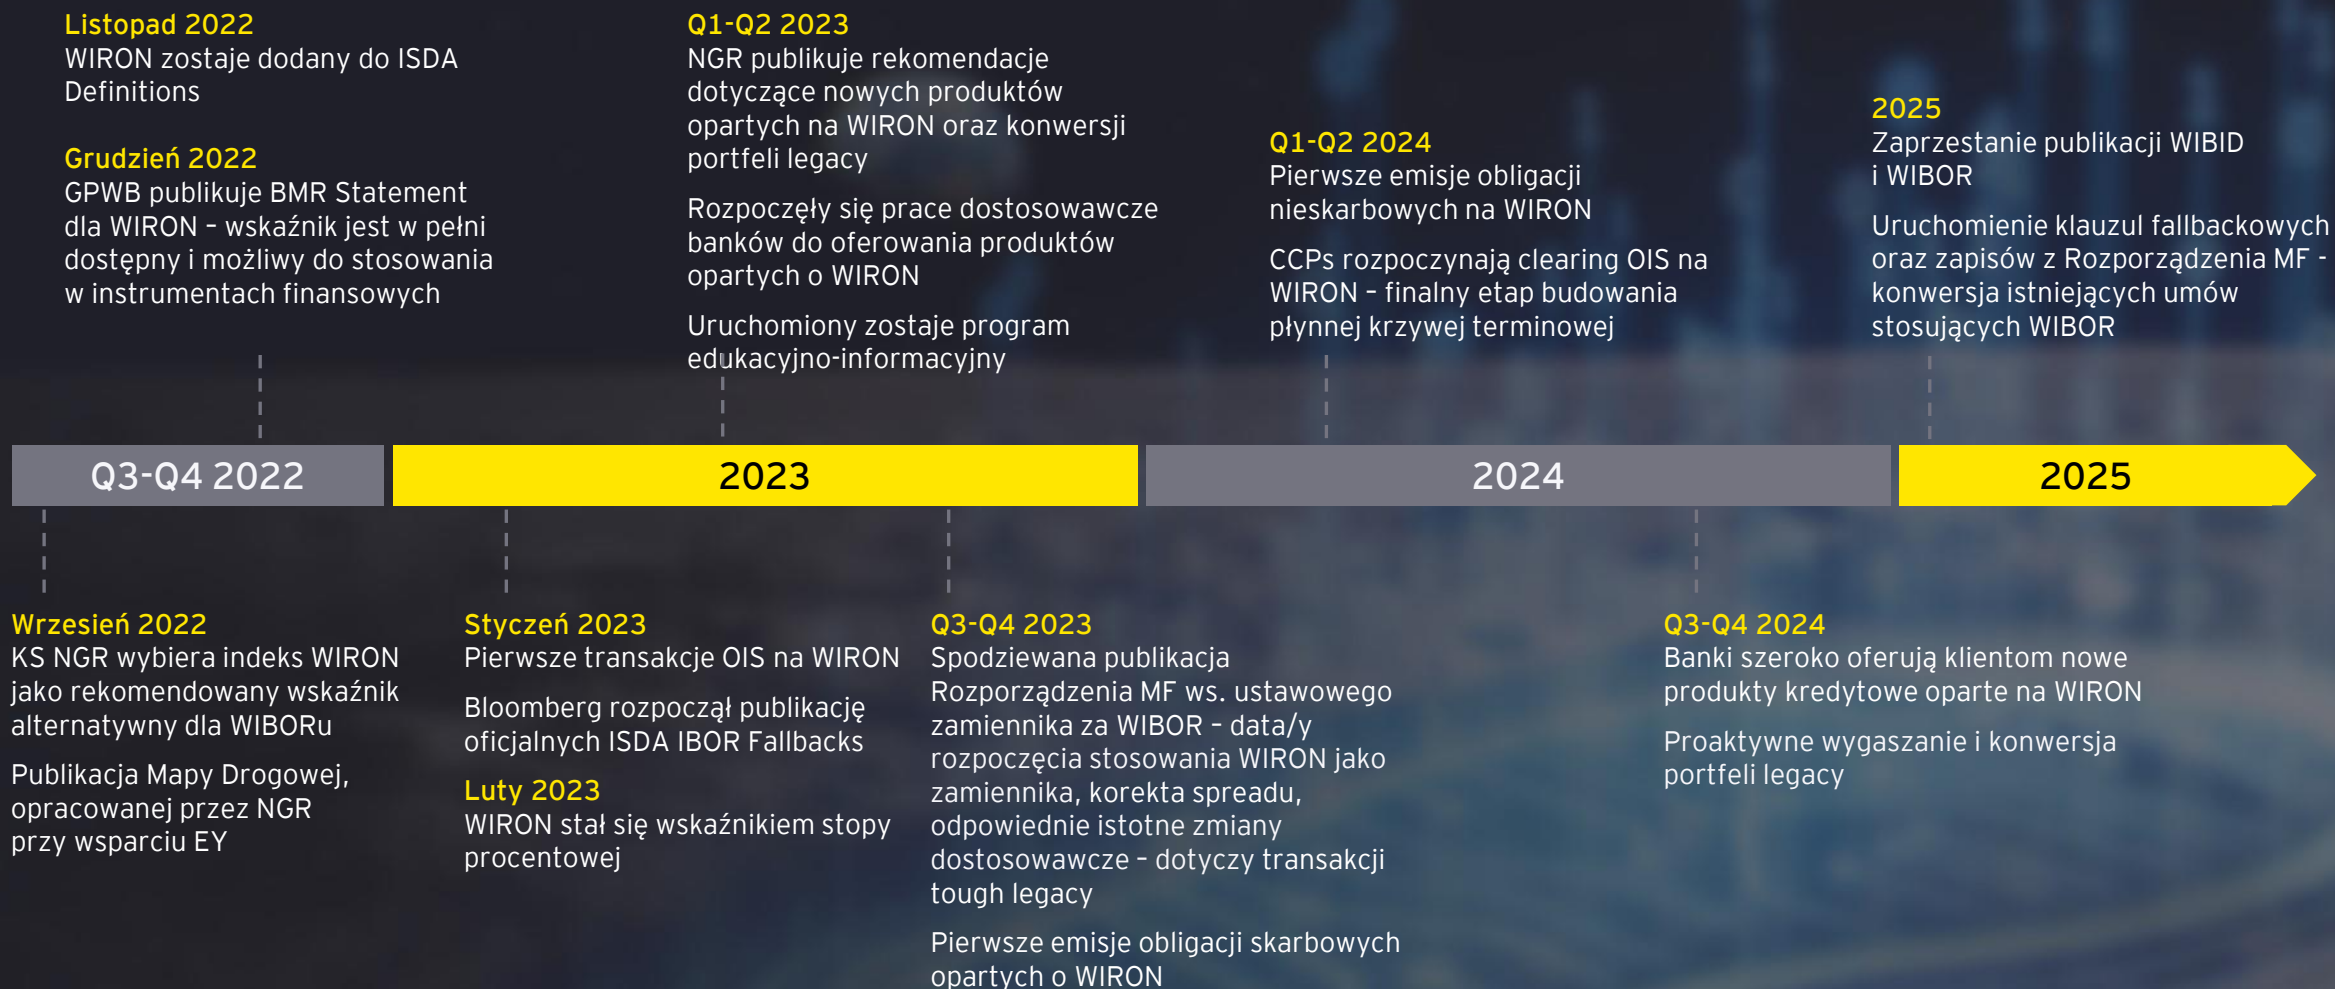 Listopad 2022
WIRON zostaje dodany do ISDA
Definitions
Grudzień 2022
GPWB publikuje BMR Statement
dla WIRON – wskaźnik jest w pełni
dostępny i możliwy do stosowania
w instrumentach finansowych
Q1-Q2 2023
NGR publikuje rekomendacje
dotyczące nowych produktów
opartych na WIRON oraz konwersji
portfeli legacy
Rozpoczęły się prace dostosowawcze
banków do oferowania produktów
opartych o WIRON
Uruchomiony zostaje program
edukacyjno-informacyjny
Q1-Q2 2024
Pierwsze emisje obligacji
nieskarbowych na WIRON
CCPs rozpoczynają clearing OIS na
WIRON – finalny etap budowania
płynnej krzywej terminowej
2025
Zaprzestanie publikacji WIBID
i WIBOR
Uruchomienie klauzul fallbackowych
oraz zapisów z Rozporządzenia MF -
konwersja istniejących umów
stosujących WIBOR
Q3-Q4 2022
2023
2024
2025
Wrzesień 2022
KS NGR wybiera indeks WIRON
jako rekomendowany wskaźnik
alternatywny dla WIBORu
Publikacja Mapy Drogowej,
opracowanej przez NGR
przy wsparciu EY
Styczeń 2023
Pierwsze transakcje OIS na WIRON
Bloomberg rozpoczął publikację
oficjalnych ISDA IBOR Fallbacks
Luty 2023
WIRON stał się wskaźnikiem stopy
procentowej
Q3-Q4 2023
Spodziewana publikacja
Rozporządzenia MF ws. ustawowego
zamiennika za WIBOR – data/y
rozpoczęcia stosowania WIRON jako
zamiennika, korekta spreadu,
odpowiednie istotne zmiany
dostosowawcze – dotyczy transakcji
tough legacy
Pierwsze emisje obligacji skarbowych
opartych o WIRON
Q3-Q4 2024
Banki szeroko oferują klientom nowe
produkty kredytowe oparte na WIRON
Proaktywne wygaszanie i konwersja
portfeli legacy